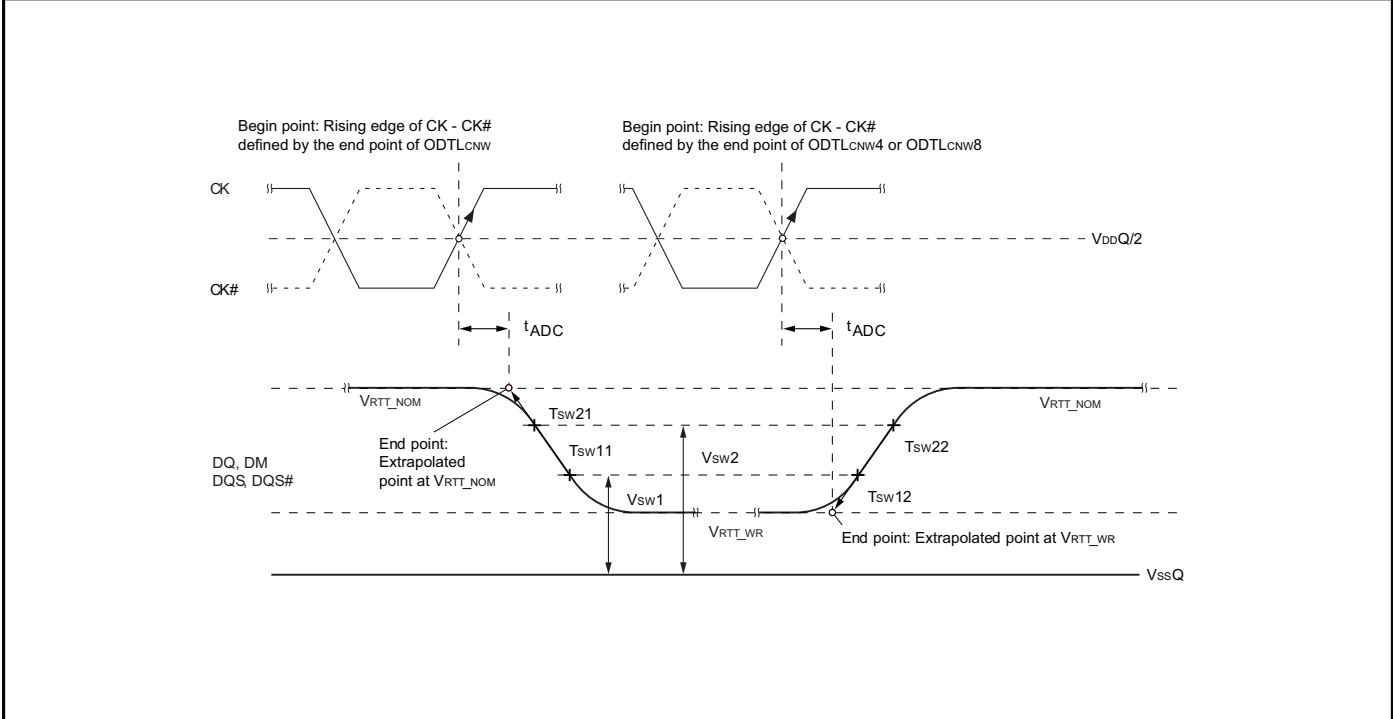 Begin point: Rising edge of CK - CK#
defined by the end point of ODTLCNW
Begin point: Rising edge of CK - CK#
defined by the end point of ODTLCNW4 or ODTLCNW8
CK
VDDQ/2
CK#
tADC
tADC
VRTT_NOM
VRTT_NOM
TSW21
End point:
Extrapolated
point at VRTT_NOM
TSW11
VSW2
TSW22
DQ, DM
DQS, DQS#
VSW1
TSW12
VRTT_WR
End point: Extrapolated point at VRTT_WR
VSSQ